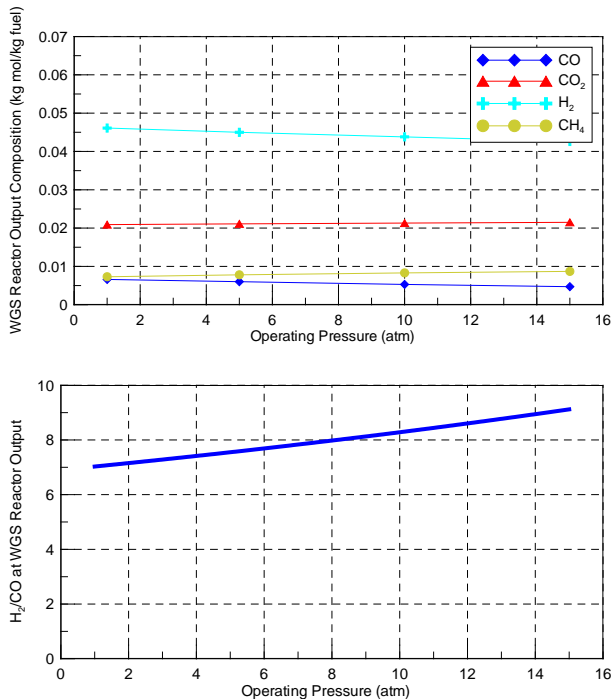 WGS Reactor Output Composition (kg mol/kg fuel)
0.07
0.06
0.05
0.04
0.03
0.02
0.01
0
CO
CO₂
H₂
CH₄
0 2 4 6 8 10 12 14 16
Operating Pressure (atm)
H₂/CO at WGS Reactor Output
10
8
6
4
2
0
0 2 4 6 8 10 12 14 16
Operating Pressure (atm)